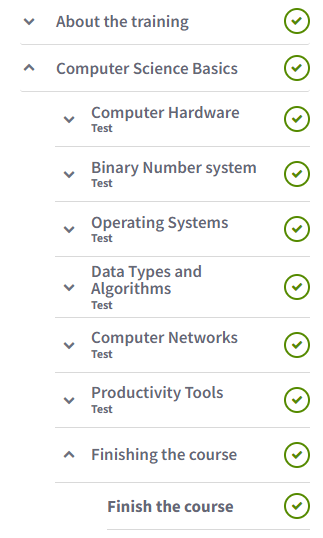 About the training
Computer Science Basics
Computer Hardware
Test
Binary Number system
Test
Operating Systems
Test
Data Types and
Algorithms
Test
Computer Networks
Test
Productivity Tools
Test
Finishing the course
Finish the course